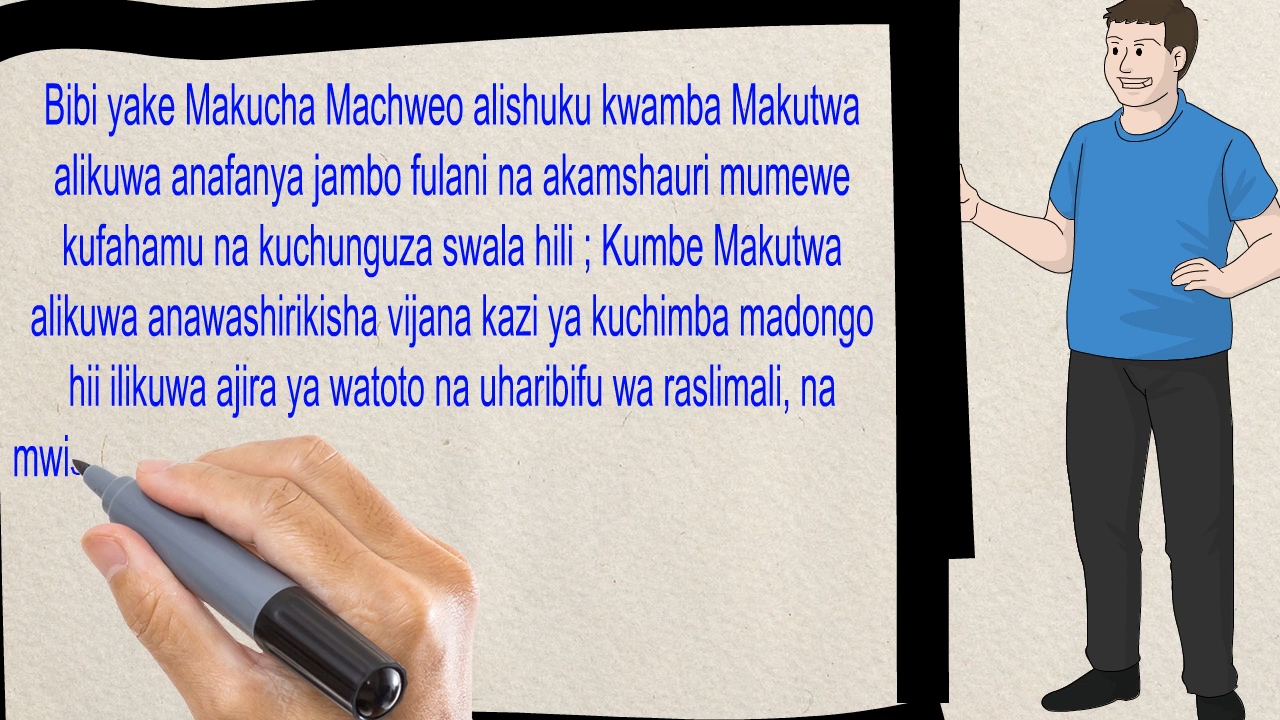 Bibi yake Makucha Machweo alishuku kwamba Makutwa
alikuwa anafanya jambo fulani na akamshauri mumewe
kufahamu na kuchunguza swala hili ; Kumbe Makutwa
alikuwa anawashirikisha vijana kazi ya kuchimba madongo
hii ilikuwa ajira ya watoto na uharibifu wa raslimali, na